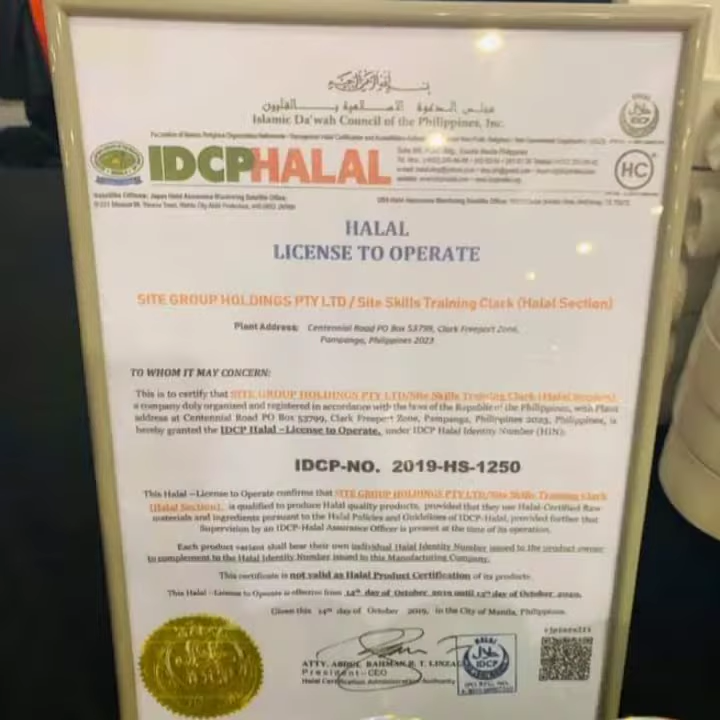 مجلس الدعوة الإسلامية بالفلبين
Islamic Da'wah Council of the Philippines, Inc.
IDCPHALAL
HALAL
IDCP
HC
HALAL
LICENSE TO OPERATE
SITE GROUP HOLDINGS PTY LTD / Site Skills Training Clark (Halal Section)
Plant Address: Centennial Road PO Box 53799, Clark Freeport Zone,
Pampanga, Philippines 2023
TO WHOM IT MAY CONCERN:
This is to certify that SITE GROUP HOLDINGS PTY LTD/Site Skills Training Clark (Halal Section),
a company duly organized and registered in accordance with the laws of the Republic of the Philippines, with Plant
address at Centennial Road PO Box 53799, Clark Freeport Zone, Pampanga, Philippines 2023, Philippines, is
hereby granted the IDCP Halal –License to Operate, under IDCP Halal Identity Number (HIN):
IDCP-NO. 2019-HS-1250
This Halal –License to Operate confirms that SITE GROUP HOLDINGS PTY LTD/Site Skills Training Clark
(Halal Section), is qualified to produce Halal quality products, provided that they use Halal-Certified Raw
materials and ingredients pursuant to the Halal Policies and Guidelines of IDCP-Halal, provided further that
Supervision by an IDCP-Halal Assurance Officer is present at the time of its operation.
Each product variant shall bear their own individual Halal Identity Number issued to the product owner
to complement to the Halal Identity Number issued to this Manufacturing Company.
This certificate is not valid as Halal Product Certification of its products.
This Halal –License to Operate is effective from 14th day of October 2019 until 13th day of October 2020.
Given this 14th day of October 2019, in the City of Manila, Philippines.
ATTY. ABDUL RAHMAN R. T. LINZAG
President–CEO
Halal Certification Administration Authority
HALAL
IDCP